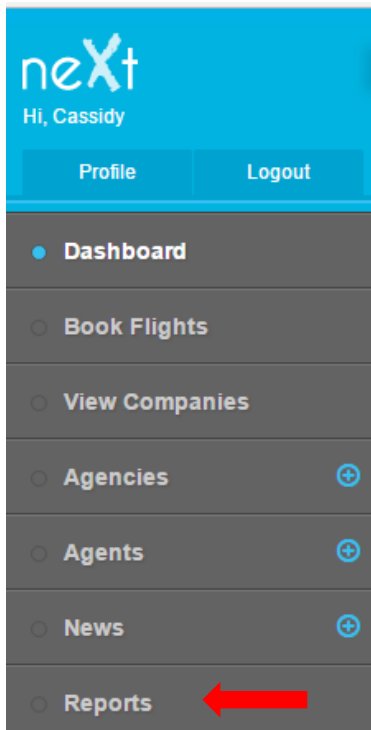 neXt
Hi, Cassidy
Profile Logout
Dashboard
Book Flights
View Companies
Agencies
Agents
News
Reports